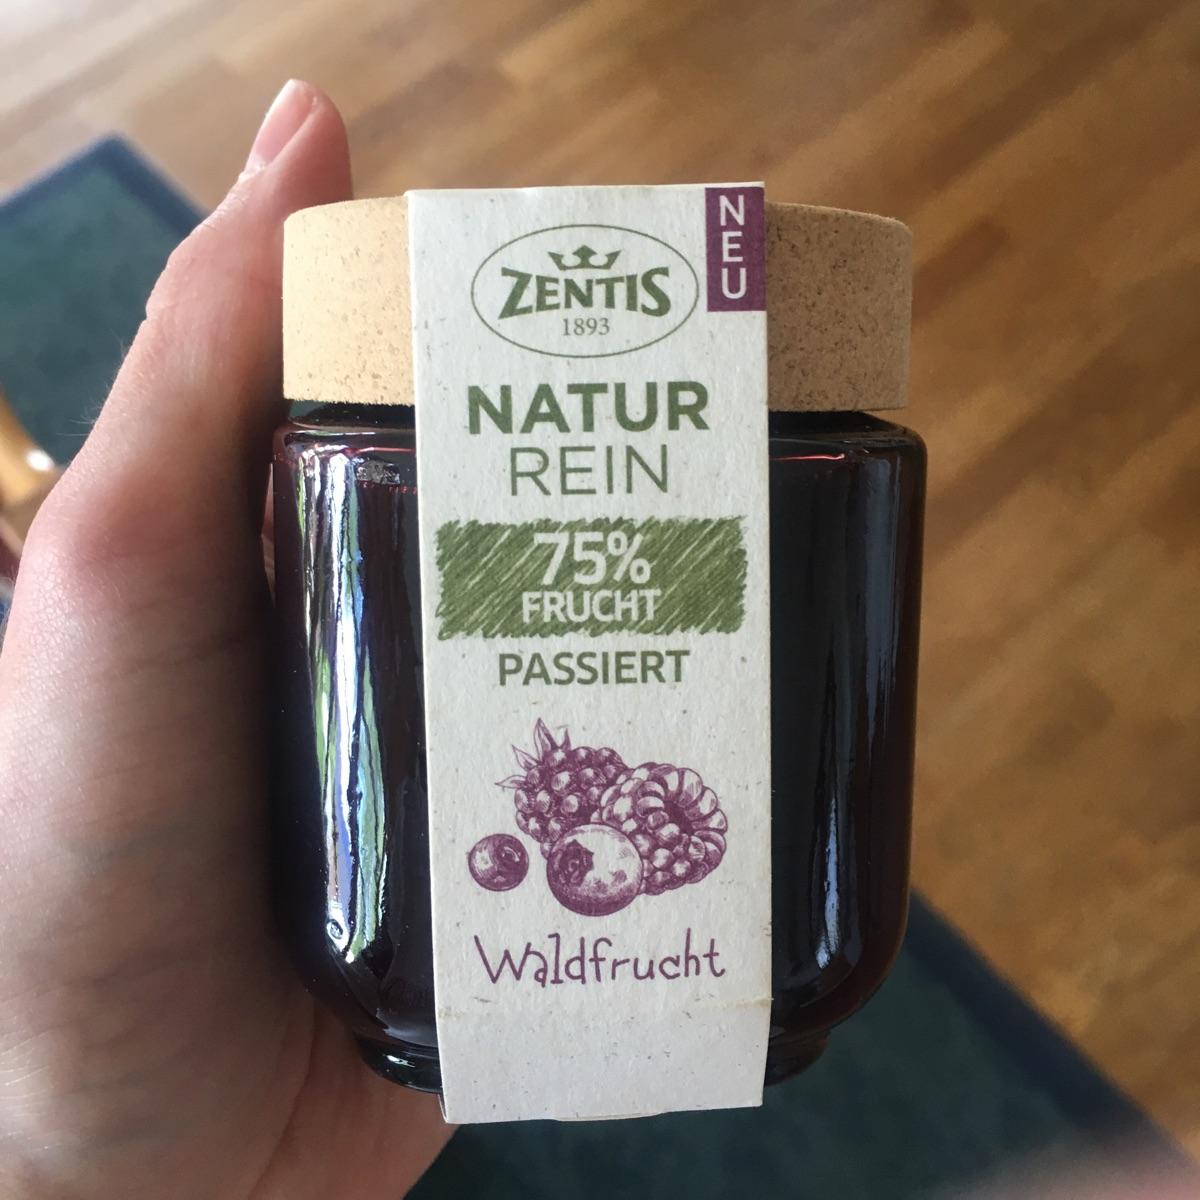 NEU
ZENTIS
1893
NATUR
REIN
75%
FRUCHT
PASSIERT
Waldfrucht